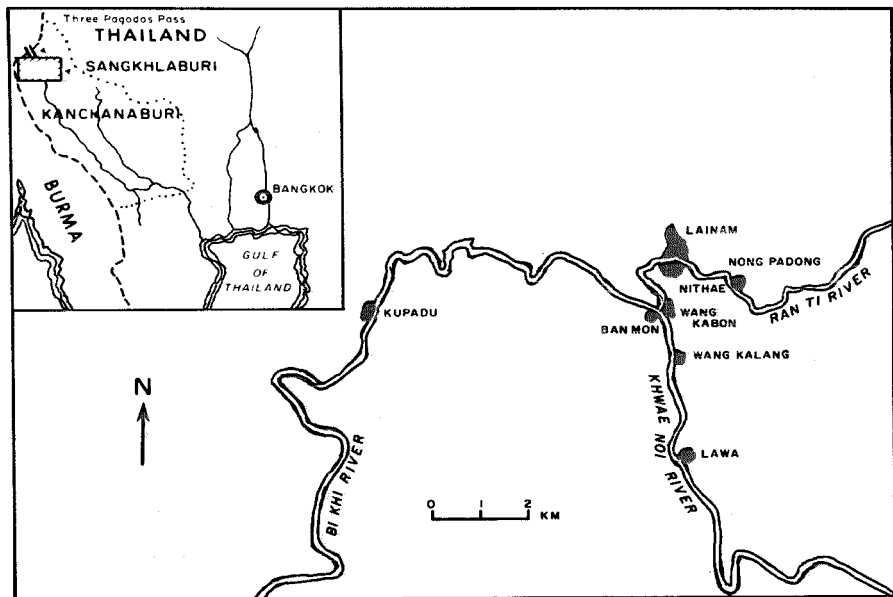 Three Pagodas Pass
THAILAND
SANGKHLABURI
KANCHANABURI
BURMA
BANGKOK
GULF
OF
THAILAND
LAINAM
NONG PADONG
NITHAE
RAN TI RIVER
KUPADU
WANG
KABON
BAN MON
WANG KALANG
N
KHWAE NOI RIVER
BI KHI RIVER
LAWA
0 1 2
KM